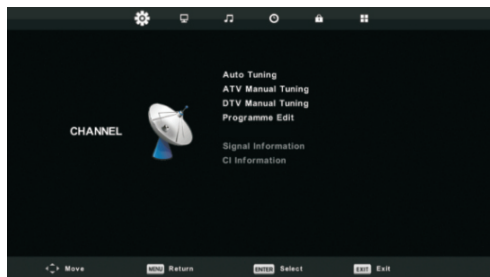 Auto Tuning
ATV Manual Tuning
DTV Manual Tuning
Programme Edit
CHANNEL
Signal Information
CI Information
Move MENU Return ENTER Select EXIT Exit